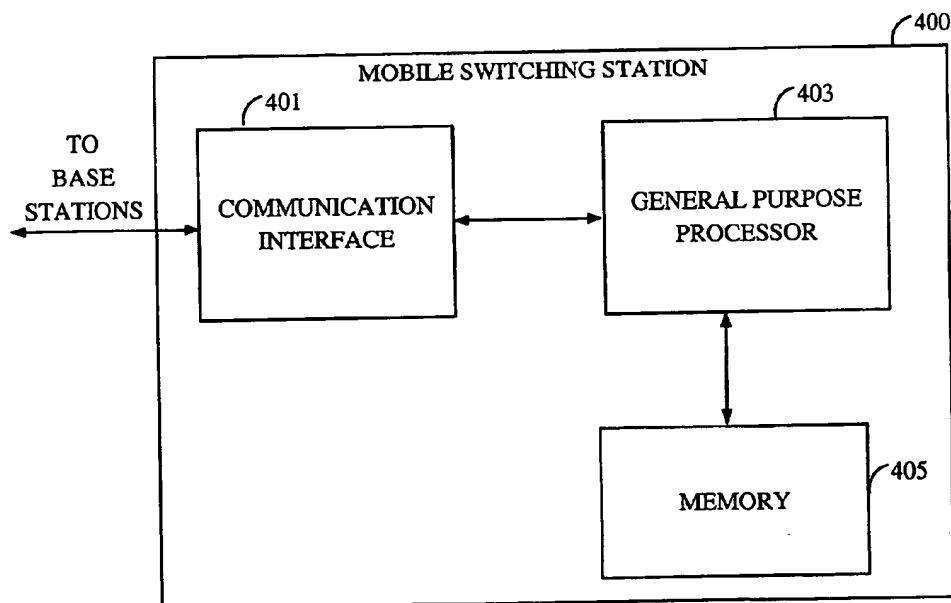 400
MOBILE SWITCHING STATION
401
403
TO
BASE
STATIONS
COMMUNICATION
INTERFACE
GENERAL PURPOSE
PROCESSOR
405
MEMORY